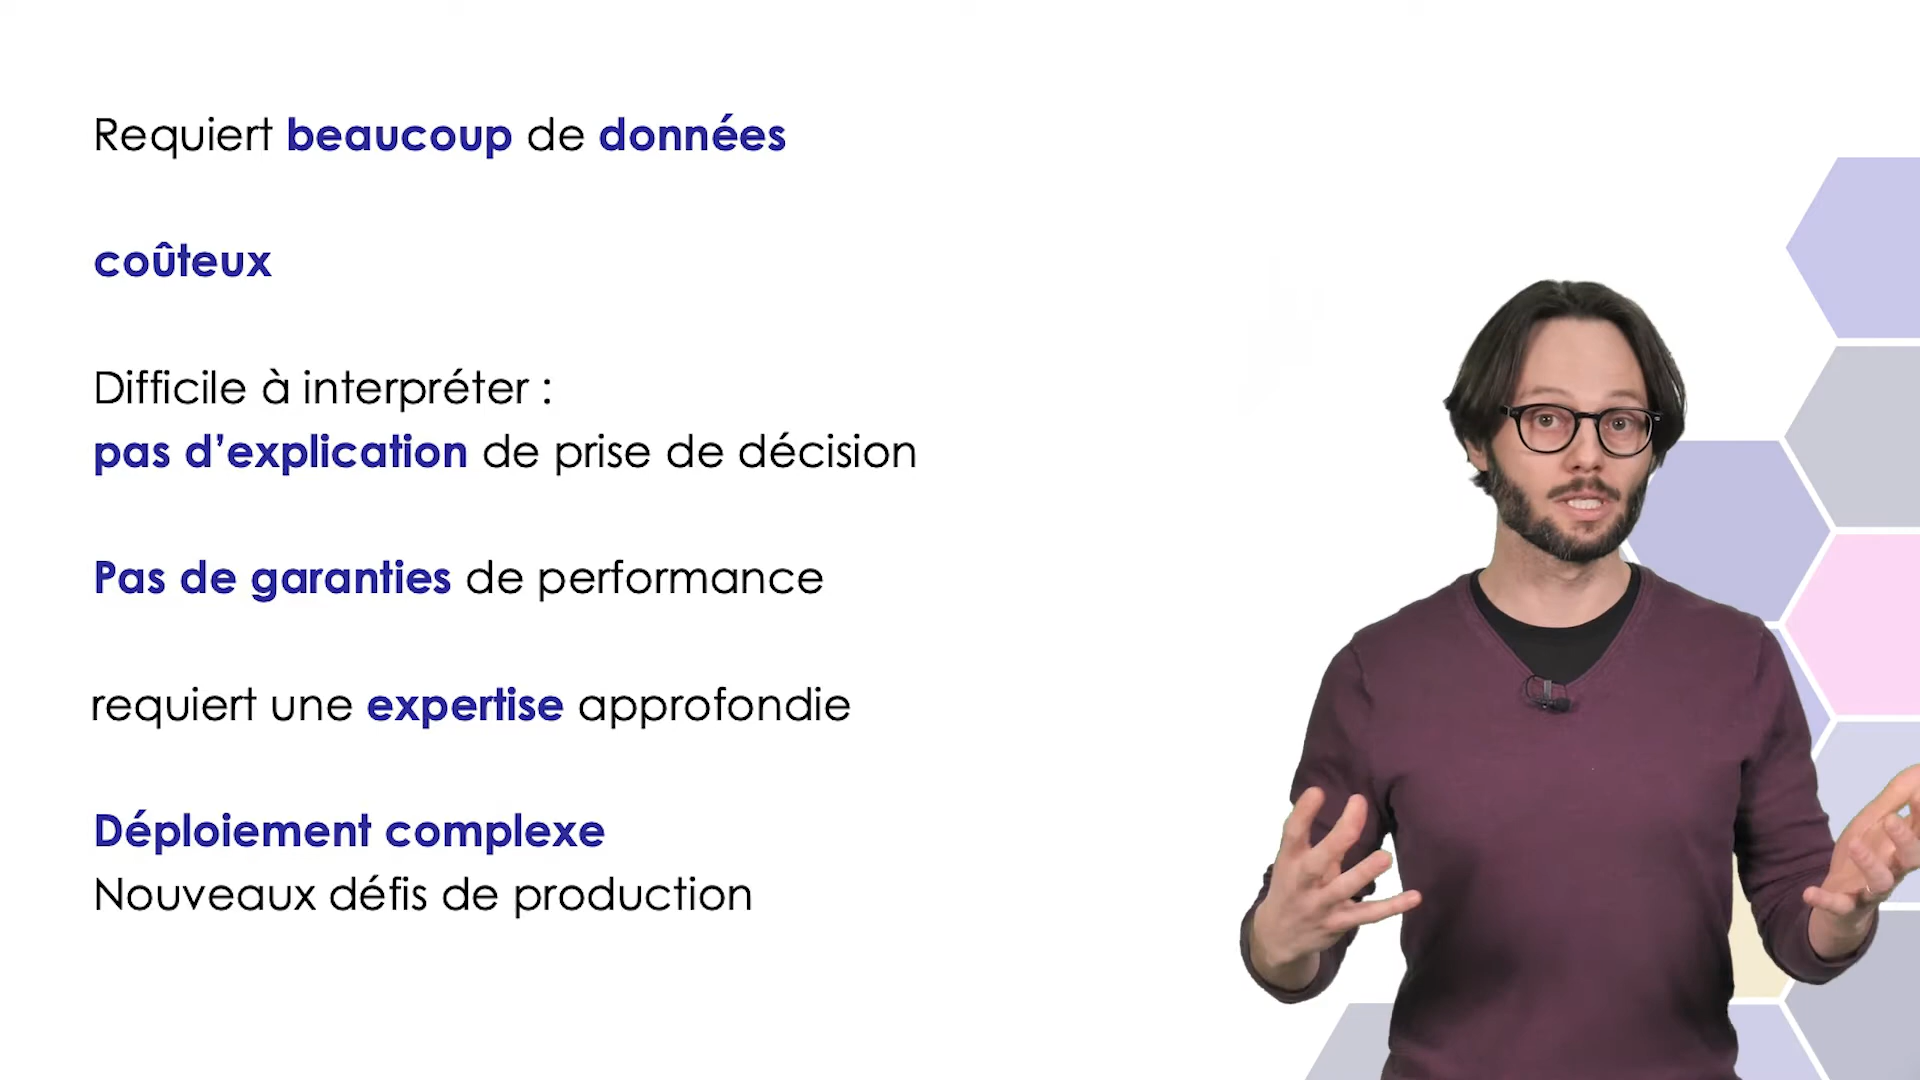 Requiert beaucoup de données
coûteux
Difficile à interpréter :
pas d’explication de prise de décision
Pas de garanties de performance
requiert une expertise approfondie
Déploiement complexe
Nouveaux défis de production